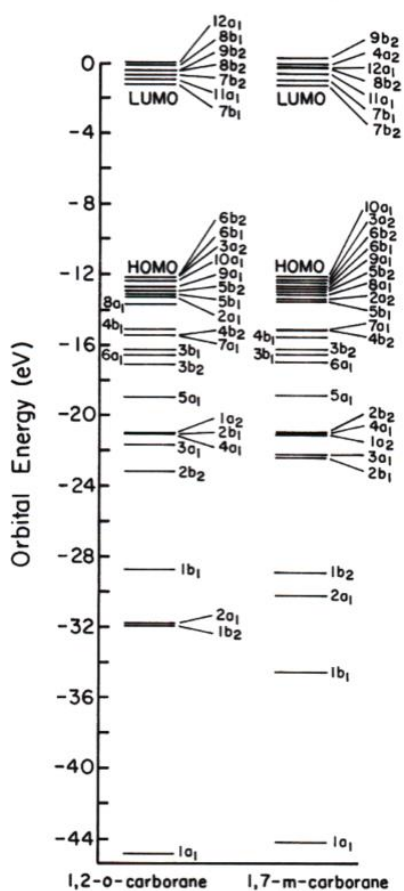 12a₁
8b₁
9b₂
8b₂
7b₂
11a₁
7b₁
LUMO
9b₂
4a₂
12a₁
8b₂
11a₁
7b₁
7b₂
LUMO
0
-4
-8
-12
-16
-20
-24
-28
-32
-36
-40
-44
Orbital Energy (eV)
HOMO
6b₂
6b₁
3a₂
10a₁
9a₁
5b₂
5b₁
2a₁
8a₁
4b₁
4b₂
7a₁
6a₁
3b₁
3b₂
5a₁
1a₂
2b₁
4a₁
3a₁
2b₂
1b₁
2a₁
1b₂
1a₁
HOMO
10a₁
3a₂
6b₂
6b₁
9a₁
5b₂
8a₁
2a₂
5b₁
7a₁
4b₂
4b₁
3b₂
3b₁
6a₁
5a₁
2b₂
4a₁
1a₂
3a₁
2b₁
1b₂
2a₁
1b₁
1a₁
1,2-o-carborane
1,7-m-carborane